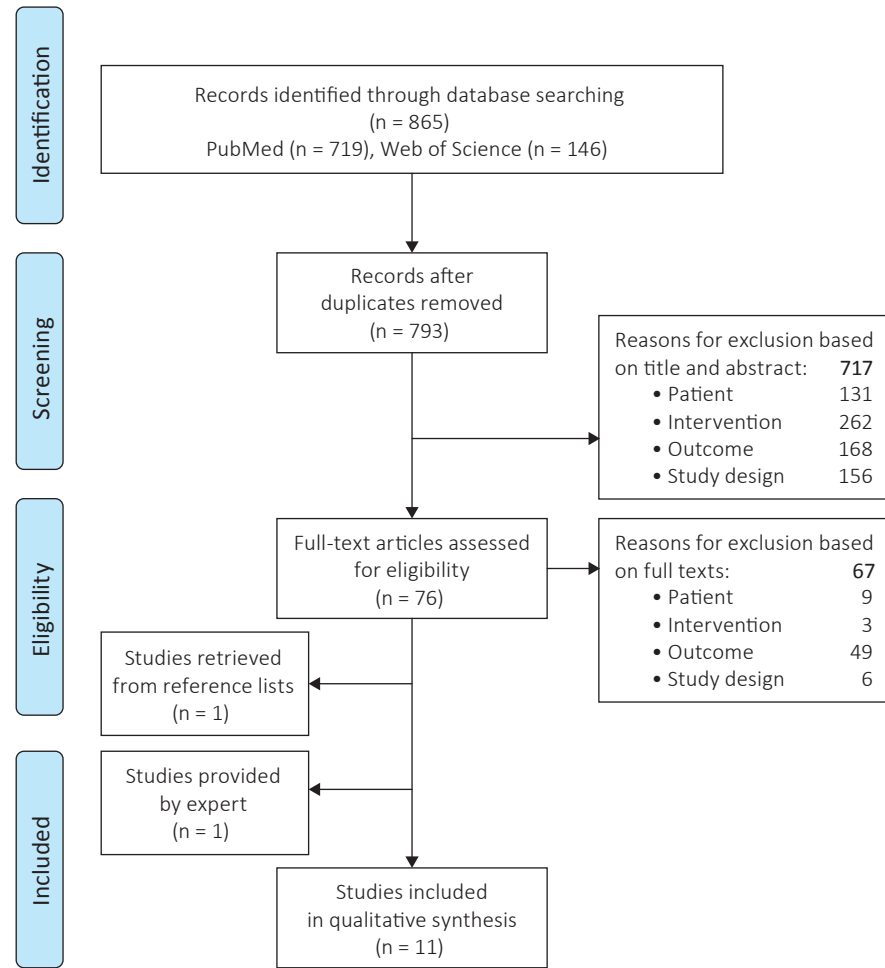 Identification
Records identified through database searching
(n = 865)
PubMed (n = 719), Web of Science (n = 146)
Screening
Records after
duplicates removed
(n = 793)
Reasons for exclusion based
on title and abstract: 717
• Patient 131
• Intervention 262
• Outcome 168
• Study design 156
Eligibility
Full-text articles assessed
for eligibility
(n = 76)
Reasons for exclusion based
on full texts: 67
• Patient 9
• Intervention 3
• Outcome 49
• Study design 6
Studies retrieved
from reference lists
(n = 1)
Included
Studies provided
by expert
(n = 1)
Studies included
in qualitative synthesis
(n = 11)